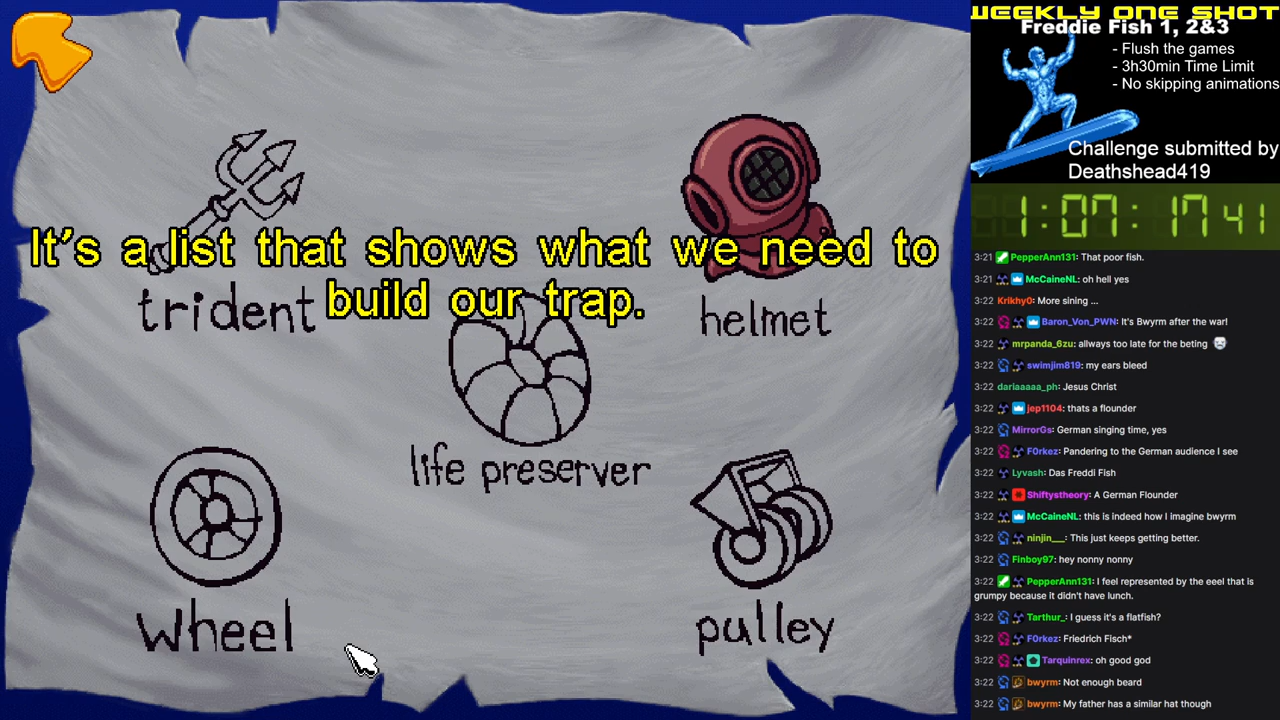 It's a list that shows what we need to
build our trap.
trident
helmet
life preserver
wheel
pulley
WEEKLY ONE SHOT
Freddie Fish 1, 2&3
- Flush the games
- 3h30min Time Limit
- No skipping animations
Challenge submitted by
Deathshead419
1:07:17 41
3:21 PepperAnn131: That poor fish.
3:21 McCaineNL: oh hell yes
3:22 Krikhy0: More sining ...
3:22 Baron_Von_PWN: It's Bwyrm after the war!
3:22 mrpanda_6zu: allways too late for the beting
3:22 swimjim819: my ears bleed
3:22 dariaaaaa_ph: Jesus Christ
3:22 jep1104: thats a flounder
3:22 MirrorGs: German singing time, yes
3:22 F0rkez: Pandering to the German audience I see
3:22 Lyvash: Das Freddi Fish
3:22 Shiftystheory: A German Flounder
3:22 McCaineNL: this is indeed how I imagine bwyrm
3:22 ninjin___: This just keeps getting better.
3:22 Finboy97: hey nonny nonny
3:22 PepperAnn131: I feel represented by the eeel that is
grumpy because it didn't have lunch.
3:22 Tarthur_: I guess it's a flatfish?
3:22 F0rkez: Friedrich Fisch*
3:22 Tarquinrex: oh good god
3:22 bwyrm: Not enough beard
3:22 bwyrm: My father has a similar hat though